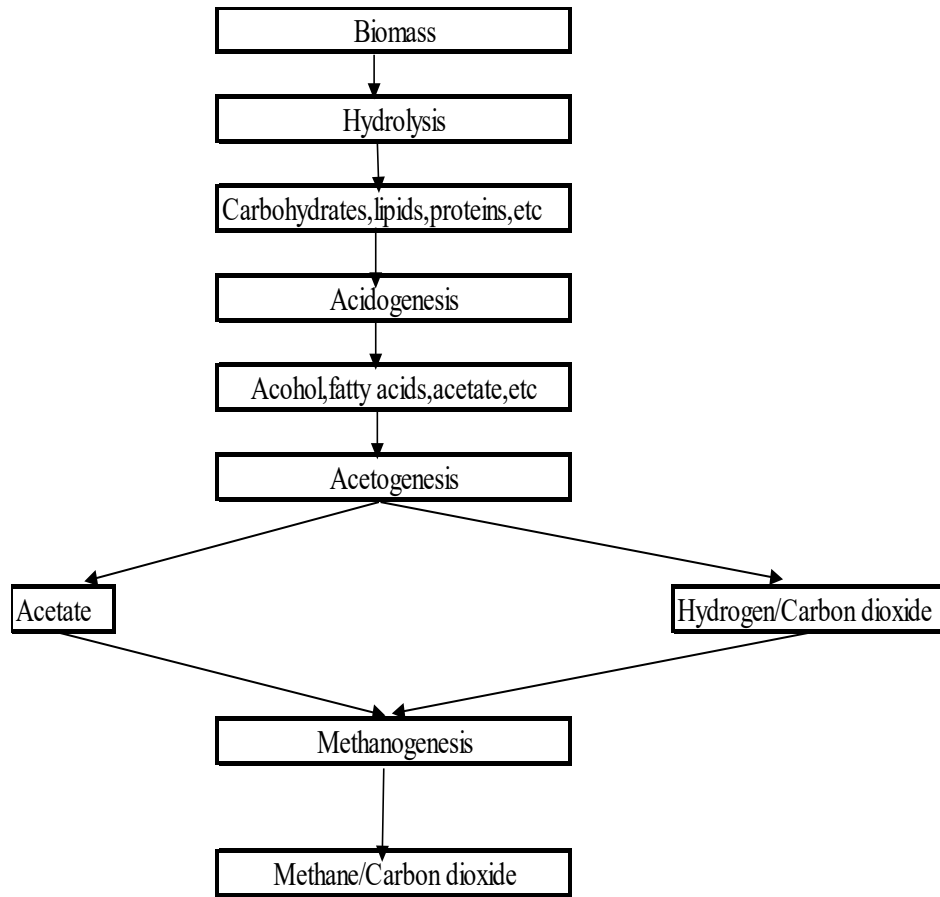 Biomass
Hydrolysis
Carbohydrates,lipids,proteins,etc
Acidogenesis
Acohol,fatty acids,acetate,etc
Acetogenesis
Acetate
Hydrogen/Carbon dioxide
Methanogenesis
Methane/Carbon dioxide